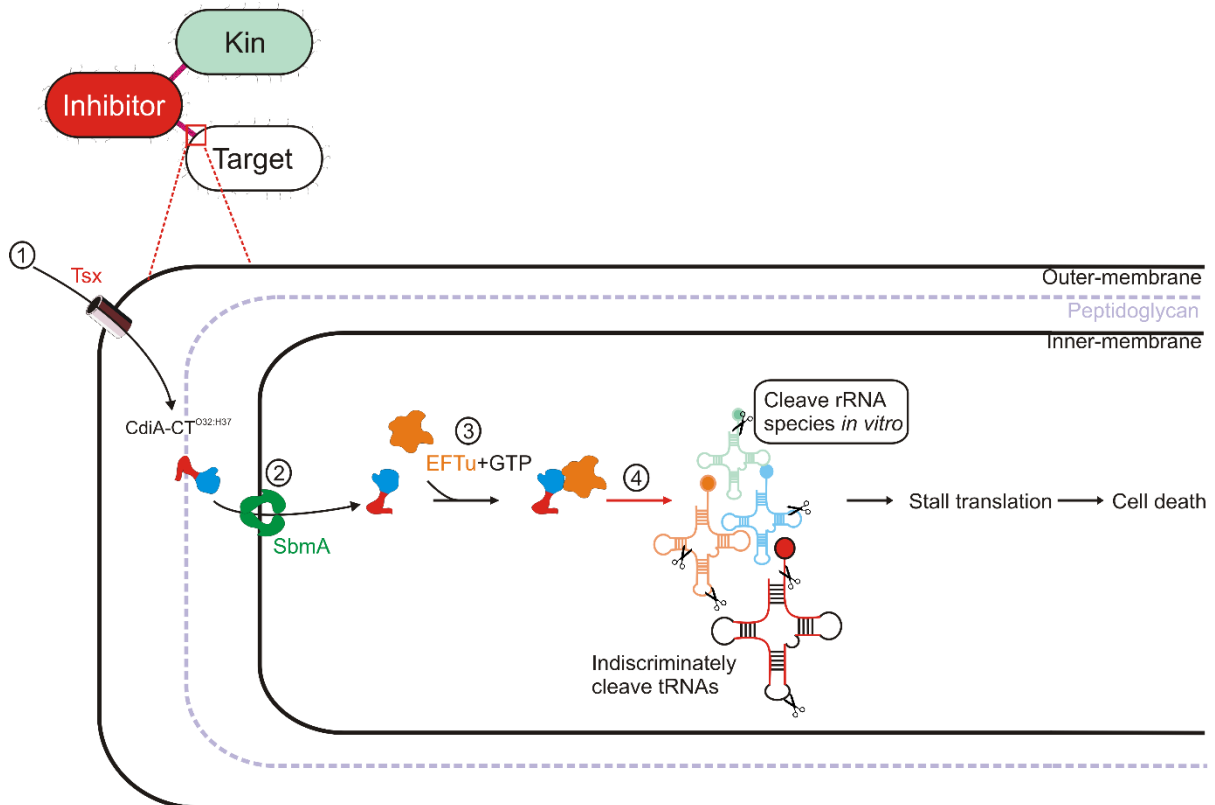 Kin
Inhibitor
Target
1
Tsx
Outer-membrane
Peptidoglycan
Inner-membrane
CdiA-CT^O32:H37
2
SbmA
3
EFTu+GTP
4
Cleave rRNA
species in vitro
Stall translation
Cell death
Indiscriminately
cleave tRNAs